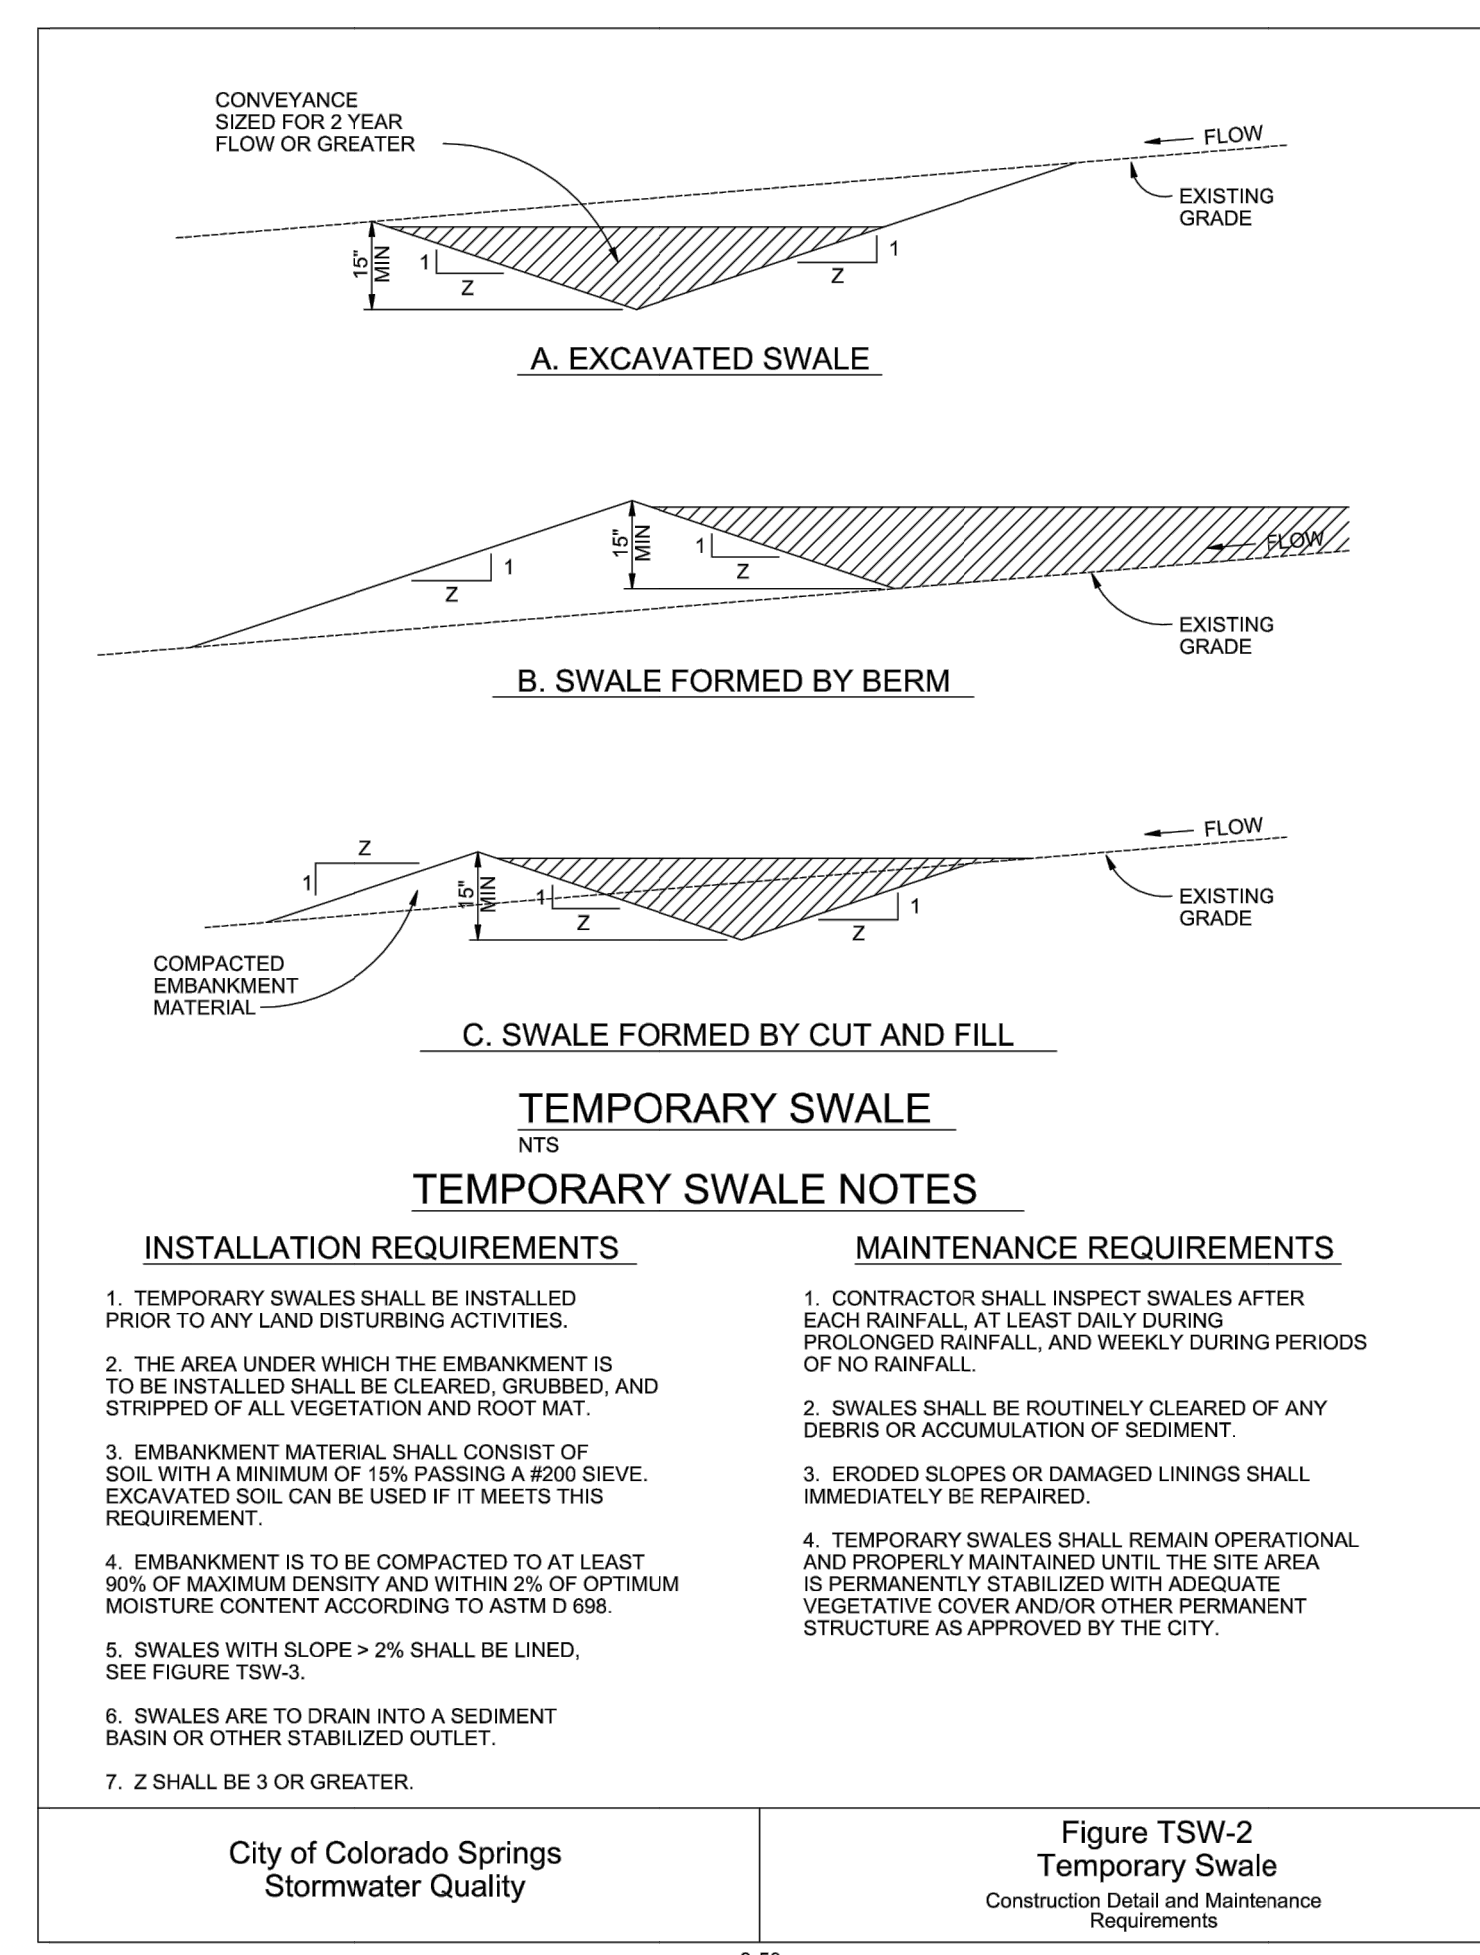 CONVEYANCE
SIZED FOR 2 YEAR
FLOW OR GREATER
FLOW
EXISTING
GRADE
15"
MIN
1
Z
1
Z
A. EXCAVATED SWALE
15"
MIN
1
Z
1
Z
FLOW
EXISTING
GRADE
B. SWALE FORMED BY BERM
FLOW
Z
1
15"
MIN
1
Z
1
Z
EXISTING
GRADE
COMPACTED
EMBANKMENT
MATERIAL
C. SWALE FORMED BY CUT AND FILL
TEMPORARY SWALE
NTS
TEMPORARY SWALE NOTES
INSTALLATION REQUIREMENTS
1. TEMPORARY SWALES SHALL BE INSTALLED
PRIOR TO ANY LAND DISTURBING ACTIVITIES.
2. THE AREA UNDER WHICH THE EMBANKMENT IS
TO BE INSTALLED SHALL BE CLEARED, GRUBBED, AND
STRIPPED OF ALL VEGETATION AND ROOT MAT.
3. EMBANKMENT MATERIAL SHALL CONSIST OF
SOIL WITH A MINIMUM OF 15% PASSING A #200 SIEVE.
EXCAVATED SOIL CAN BE USED IF IT MEETS THIS
REQUIREMENT.
4. EMBANKMENT IS TO BE COMPACTED TO AT LEAST
90% OF MAXIMUM DENSITY AND WITHIN 2% OF OPTIMUM
MOISTURE CONTENT ACCORDING TO ASTM D 698.
5. SWALES WITH SLOPE > 2% SHALL BE LINED,
SEE FIGURE TSW-3.
6. SWALES ARE TO DRAIN INTO A SEDIMENT
BASIN OR OTHER STABILIZED OUTLET.
7. Z SHALL BE 3 OR GREATER.
MAINTENANCE REQUIREMENTS
1. CONTRACTOR SHALL INSPECT SWALES AFTER
EACH RAINFALL, AT LEAST DAILY DURING
PROLONGED RAINFALL, AND WEEKLY DURING PERIODS
OF NO RAINFALL.
2. SWALES SHALL BE ROUTINELY CLEARED OF ANY
DEBRIS OR ACCUMULATION OF SEDIMENT.
3. ERODED SLOPES OR DAMAGED LININGS SHALL
IMMEDIATELY BE REPAIRED.
4. TEMPORARY SWALES SHALL REMAIN OPERATIONAL
AND PROPERLY MAINTAINED UNTIL THE SITE AREA
IS PERMANENTLY STABILIZED WITH ADEQUATE
VEGETATIVE COVER AND/OR OTHER PERMANENT
STRUCTURE AS APPROVED BY THE CITY.
City of Colorado Springs
Stormwater Quality
Figure TSW-2
Temporary Swale
Construction Detail and Maintenance
Requirements